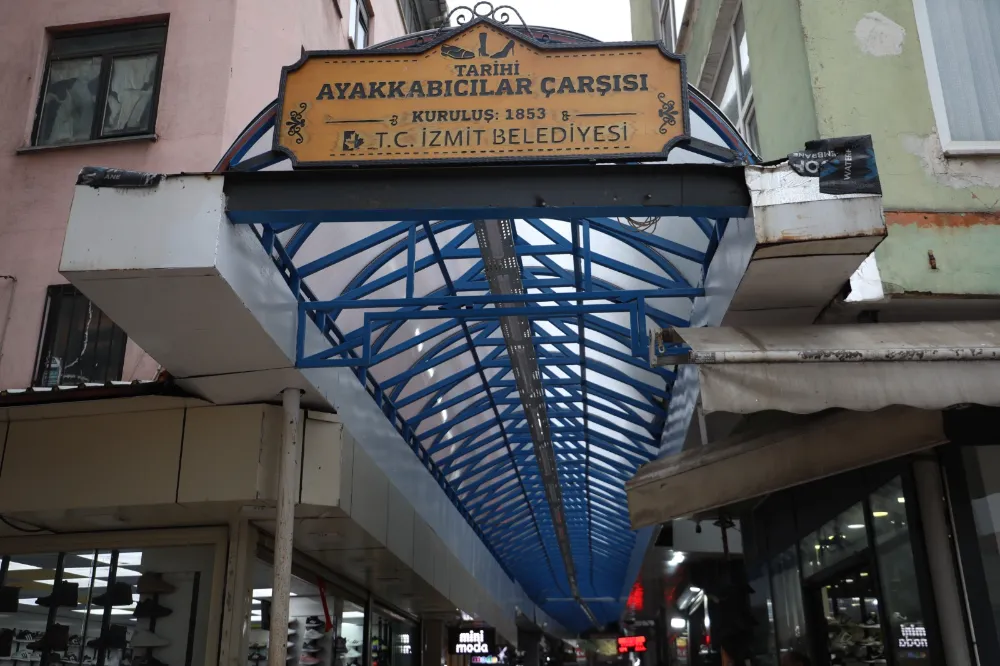 TARİHİ
AYAKKABICILAR ÇARŞISI
KURULUŞ: 1853
T.C. İZMİT BELEDİYESİ
mini
moda
mini
moda